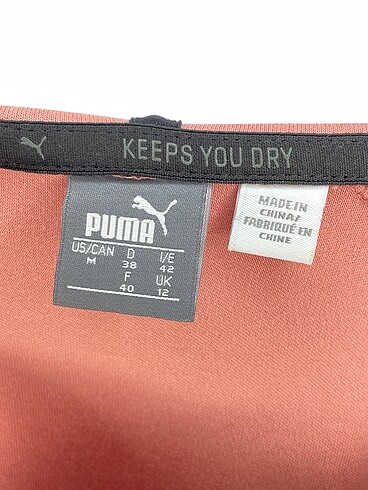 KEEPS YOU DRY
PUMA
US/CAN D I/E
M 38 42
F UK
40 12
MADE IN
CHINA/
FABRIQUÉ EN
CHINE